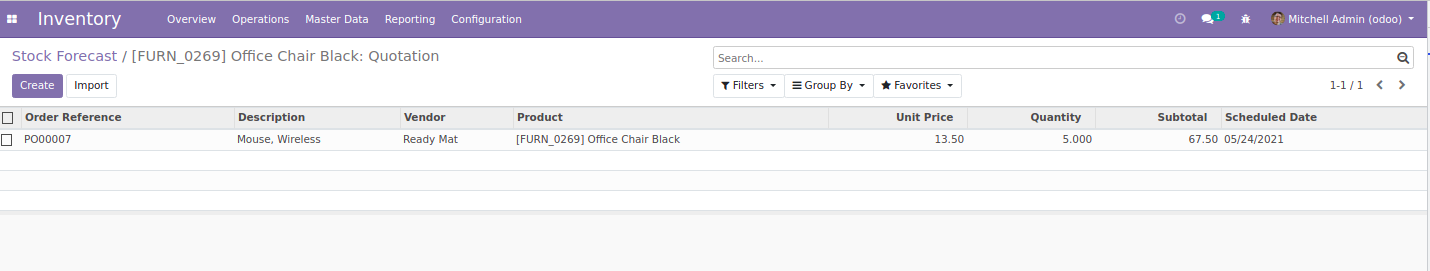 Inventory Overview Operations Master Data Reporting Configuration 1 Mitchell Admin (odoo)
Stock Forecast / [FURN_0269] Office Chair Black: Quotation
Search...
Create Import Filters Group By Favorites 1-1 / 1
Order Reference Description Vendor Product Unit Price Quantity Subtotal Scheduled Date
PO00007 Mouse, Wireless Ready Mat [FURN_0269] Office Chair Black 13.50 5.000 67.50 05/24/2021